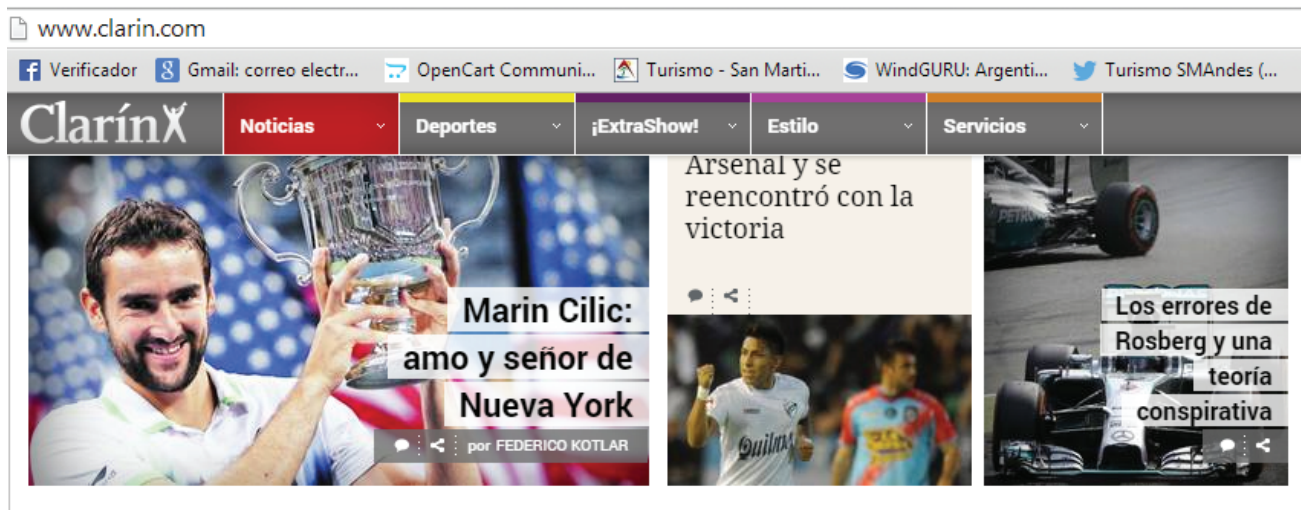 www.clarin.com
Verificador
Gmail: correo electr...
OpenCart Communi...
Turismo - San Marti...
WindGURU: Argenti...
Turismo SMAndes (...
Clarín
Noticias
Deportes
¡ExtraShow!
Estilo
Servicios
Marin Cilic:
amo y señor de
Nueva York
por FEDERICO KOTLAR
Arsenal y se
reencontró con la
victoria
Quilmes
PETRONAS
Los errores de
Rosberg y una
teoría
conspirativa